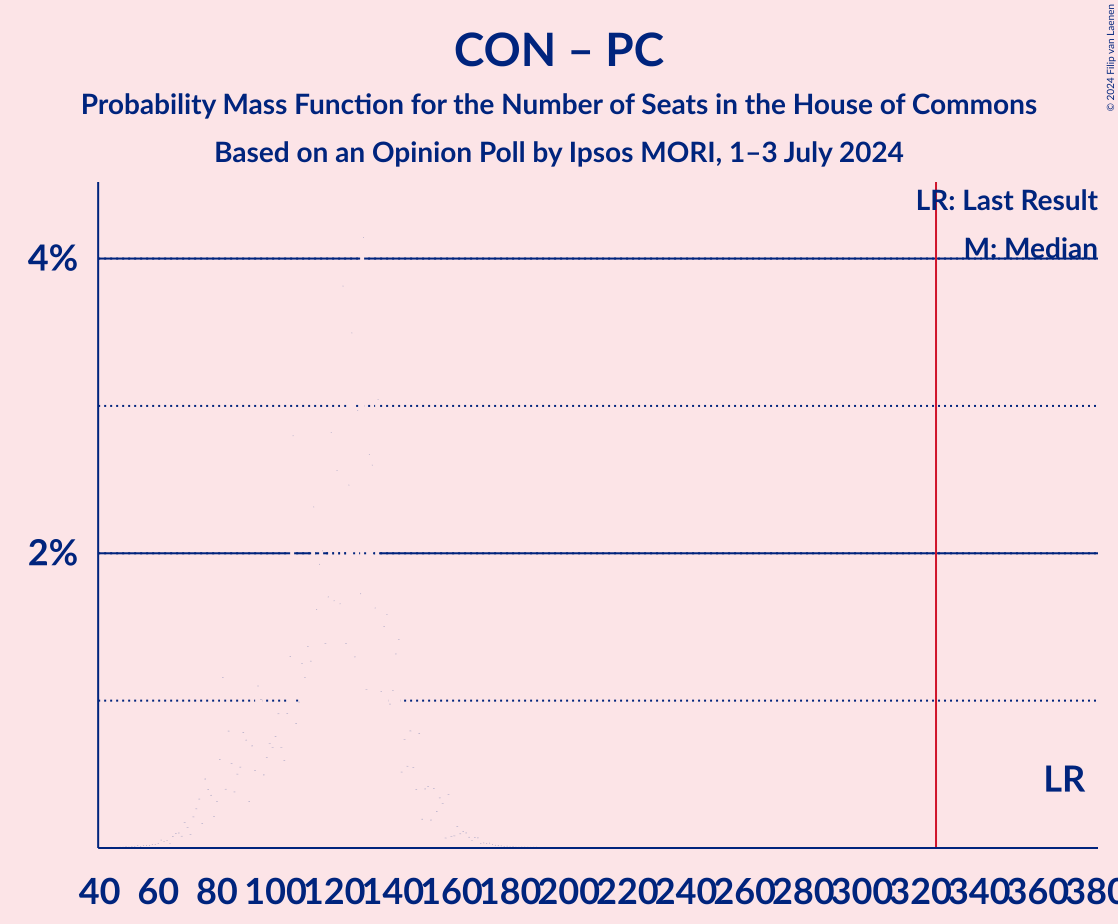 CON – PC
Probability Mass Function for the Number of Seats in the House of Commons
Based on an Opinion Poll by Ipsos MORI, 1–3 July 2024
© 2024 Filip van Laenen
LR: Last Result
M: Median
4%
2%
LR
40 60 80 100 120 140 160 180 200 220 240 260 280 300 320 340 360 380